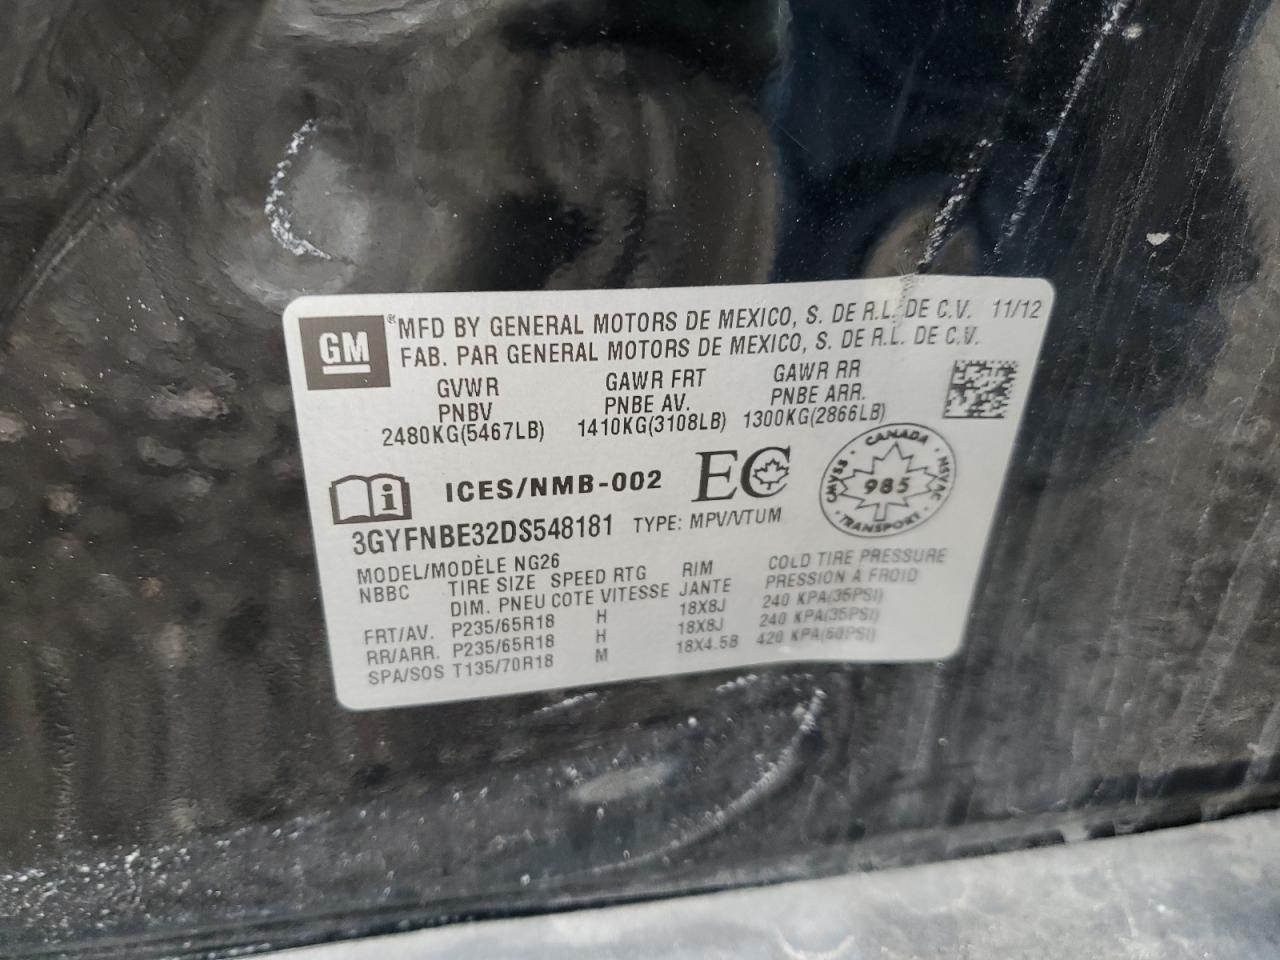 GM ® MFD BY GENERAL MOTORS DE MEXICO, S. DE R.L. DE C.V. 11/12
FAB. PAR GENERAL MOTORS DE MEXICO, S. DE R.L. DE C.V.
GVWR GAWR FRT GAWR RR
PNBV PNBE AV. PNBE ARR.
2480KG(5467LB) 1410KG(3108LB) 1300KG(2866LB)
i ICES/NMB-002 EC CANADA NSVAC TRANSPORT CMVSS 985
3GYFNBE32DS548181 TYPE: MPV/VTUM
MODEL/MODÈLE NG26
NBBC TIRE SIZE SPEED RTG RIM COLD TIRE PRESSURE
DIM. PNEU COTE VITESSE JANTE PRESSION À FROID
FRT/AV. P235/65R18 H 18X8J 240 KPA(35PSI)
RR/ARR. P235/65R18 H 18X8J 240 KPA(35PSI)
SPA/SOS T135/70R18 M 18X4.5B 420 KPA(60PSI)